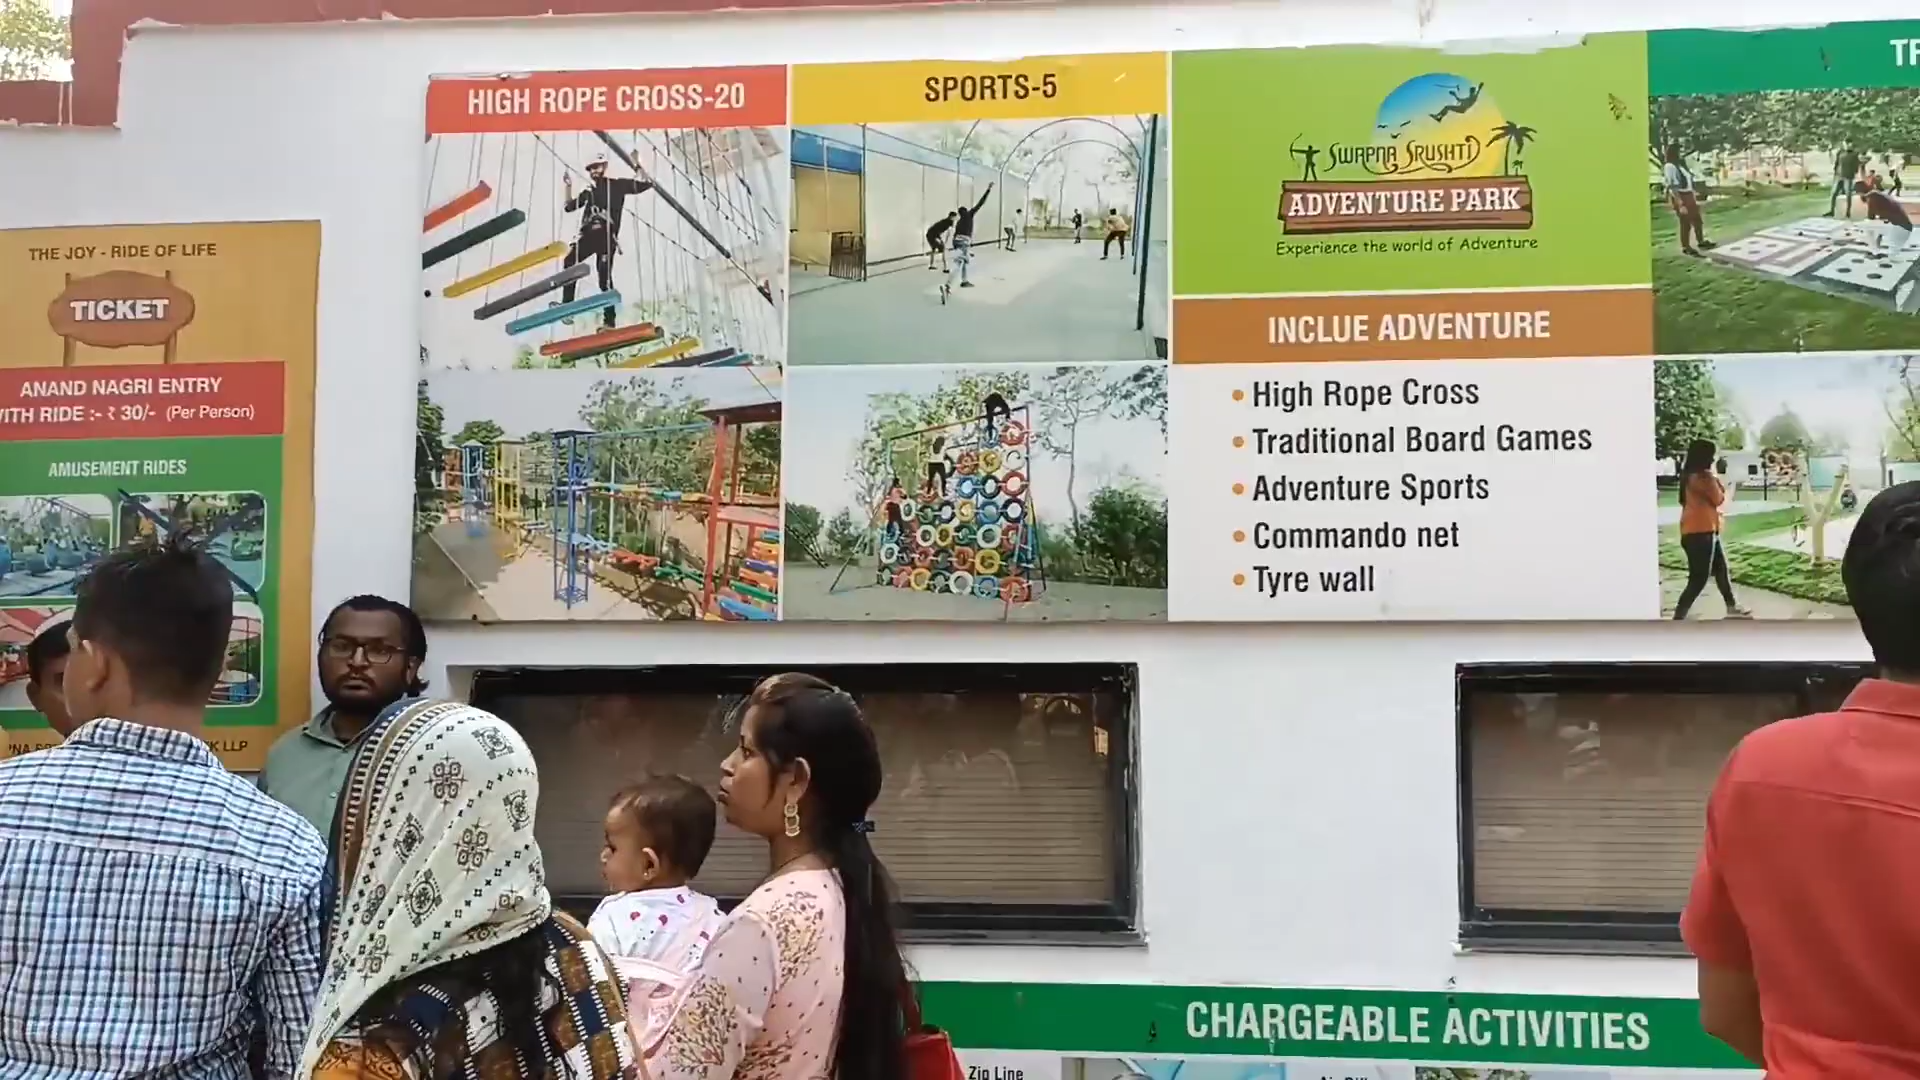 THE JOY - RIDE OF LIFE
TICKET
ANAND NAGRI ENTRY
WITH RIDE :- ₹ 30/- (Per Person)
AMUSEMENT RIDES
K LLP
HIGH ROPE CROSS-20
SPORTS-5
SWAPNA SRUSHTI
ADVENTURE PARK
Experience the world of Adventure
INCLUE ADVENTURE
• High Rope Cross
• Traditional Board Games
• Adventure Sports
• Commando net
• Tyre wall
CHARGEABLE ACTIVITIES
Zip Line